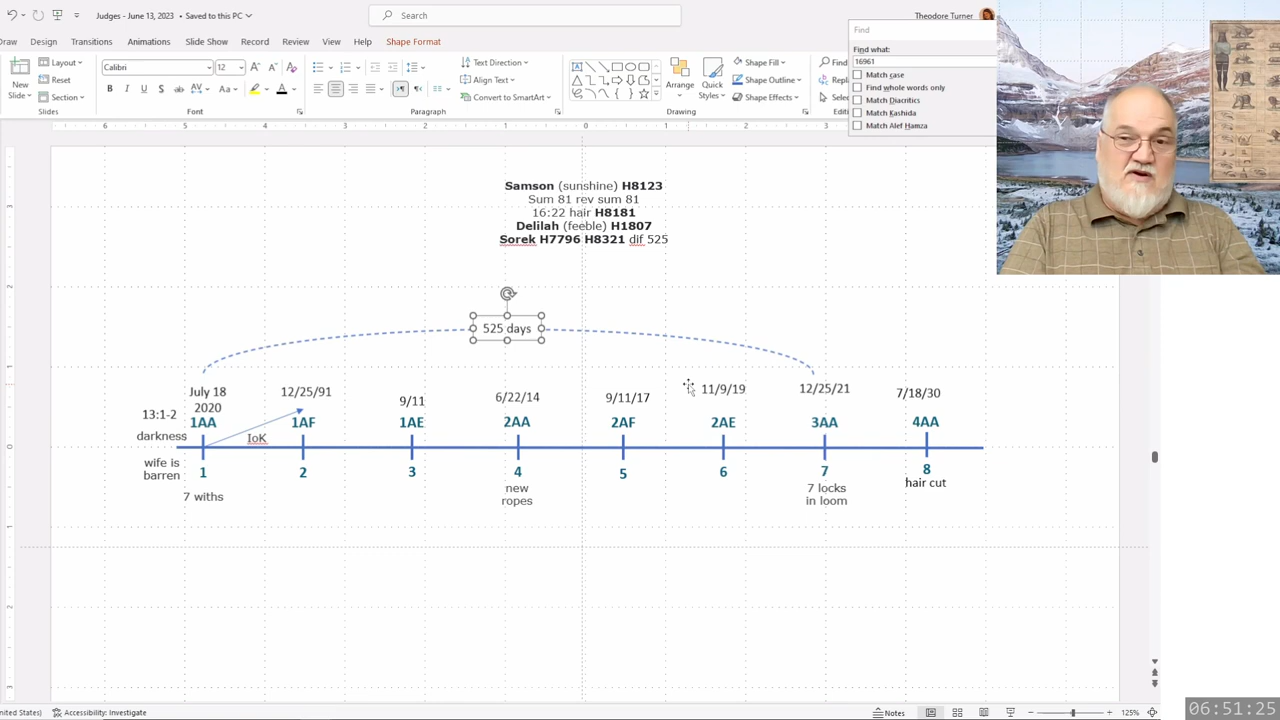 Judges - June 13, 2023 • Saved to this PC
Search
Theodore Turner
Draw Design Transitions Animations Slide Show Record Review View Help Shape Format
New
Slide
Layout
Reset
Section
Slides
Calibri 12
Font
Text Direction
Align Text
Convert to SmartArt
Paragraph
Arrange
Quick
Styles
Shape Fill
Shape Outline
Shape Effects
Drawing
Find
Find what:
16961
Match case
Find whole words only
Match Diacritics
Match Kashida
Match Alef Hamza
Samson (sunshine) H8123
Sum 81 rev sum 81
16:22 hair H8181
Delilah (feeble) H1807
Sorek H7796 H8321 dif 525
525 days
July 18
2020
12/25/91
9/11
6/22/14
9/11/17
11/9/19
12/25/21
7/18/30
13:1-2
1AA 1AF 1AE 2AA 2AF 2AE 3AA 4AA
darkness
IoK
wife is
barren
1 2 3 4 5 6 7 8
7 withs
new
ropes
7 locks
in loom
hair cut
nited States) Accessibility: Investigate
Notes
125%
06:51:25